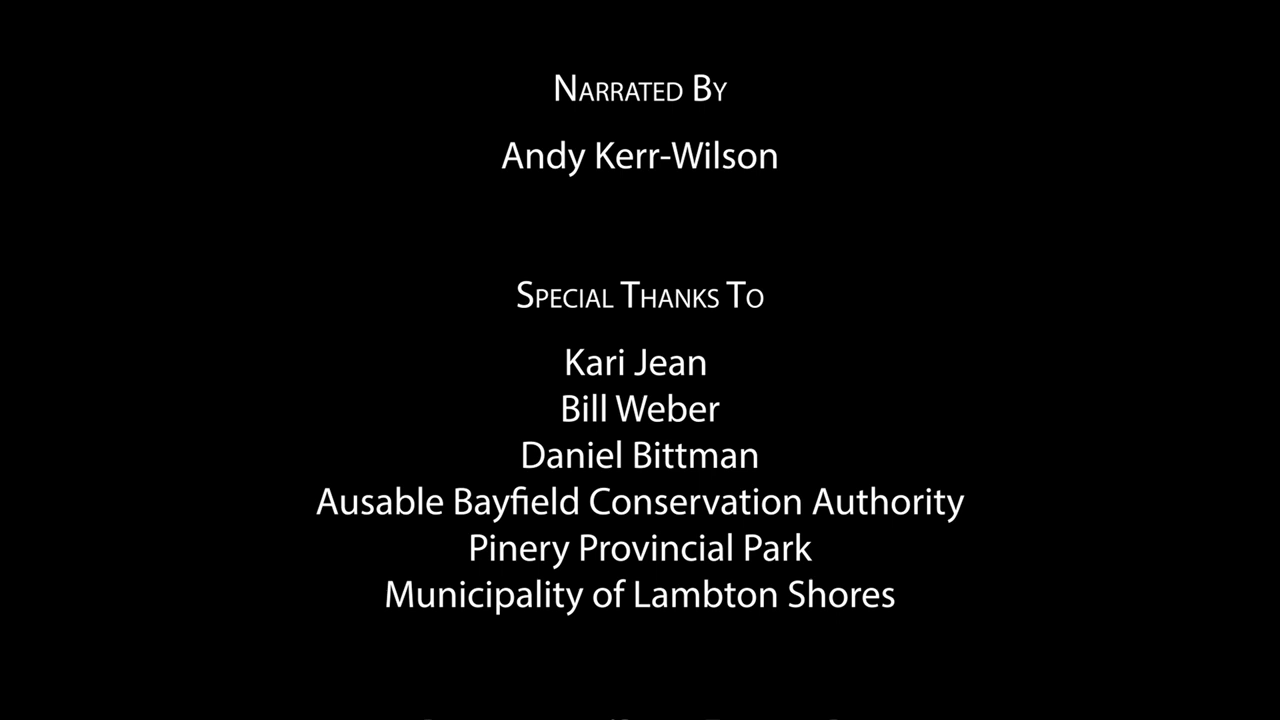 Narrated By
Andy Kerr-Wilson
Special Thanks To
Kari Jean
Bill Weber
Daniel Bittman
Ausable Bayfield Conservation Authority
Pinery Provincial Park
Municipality of Lambton Shores